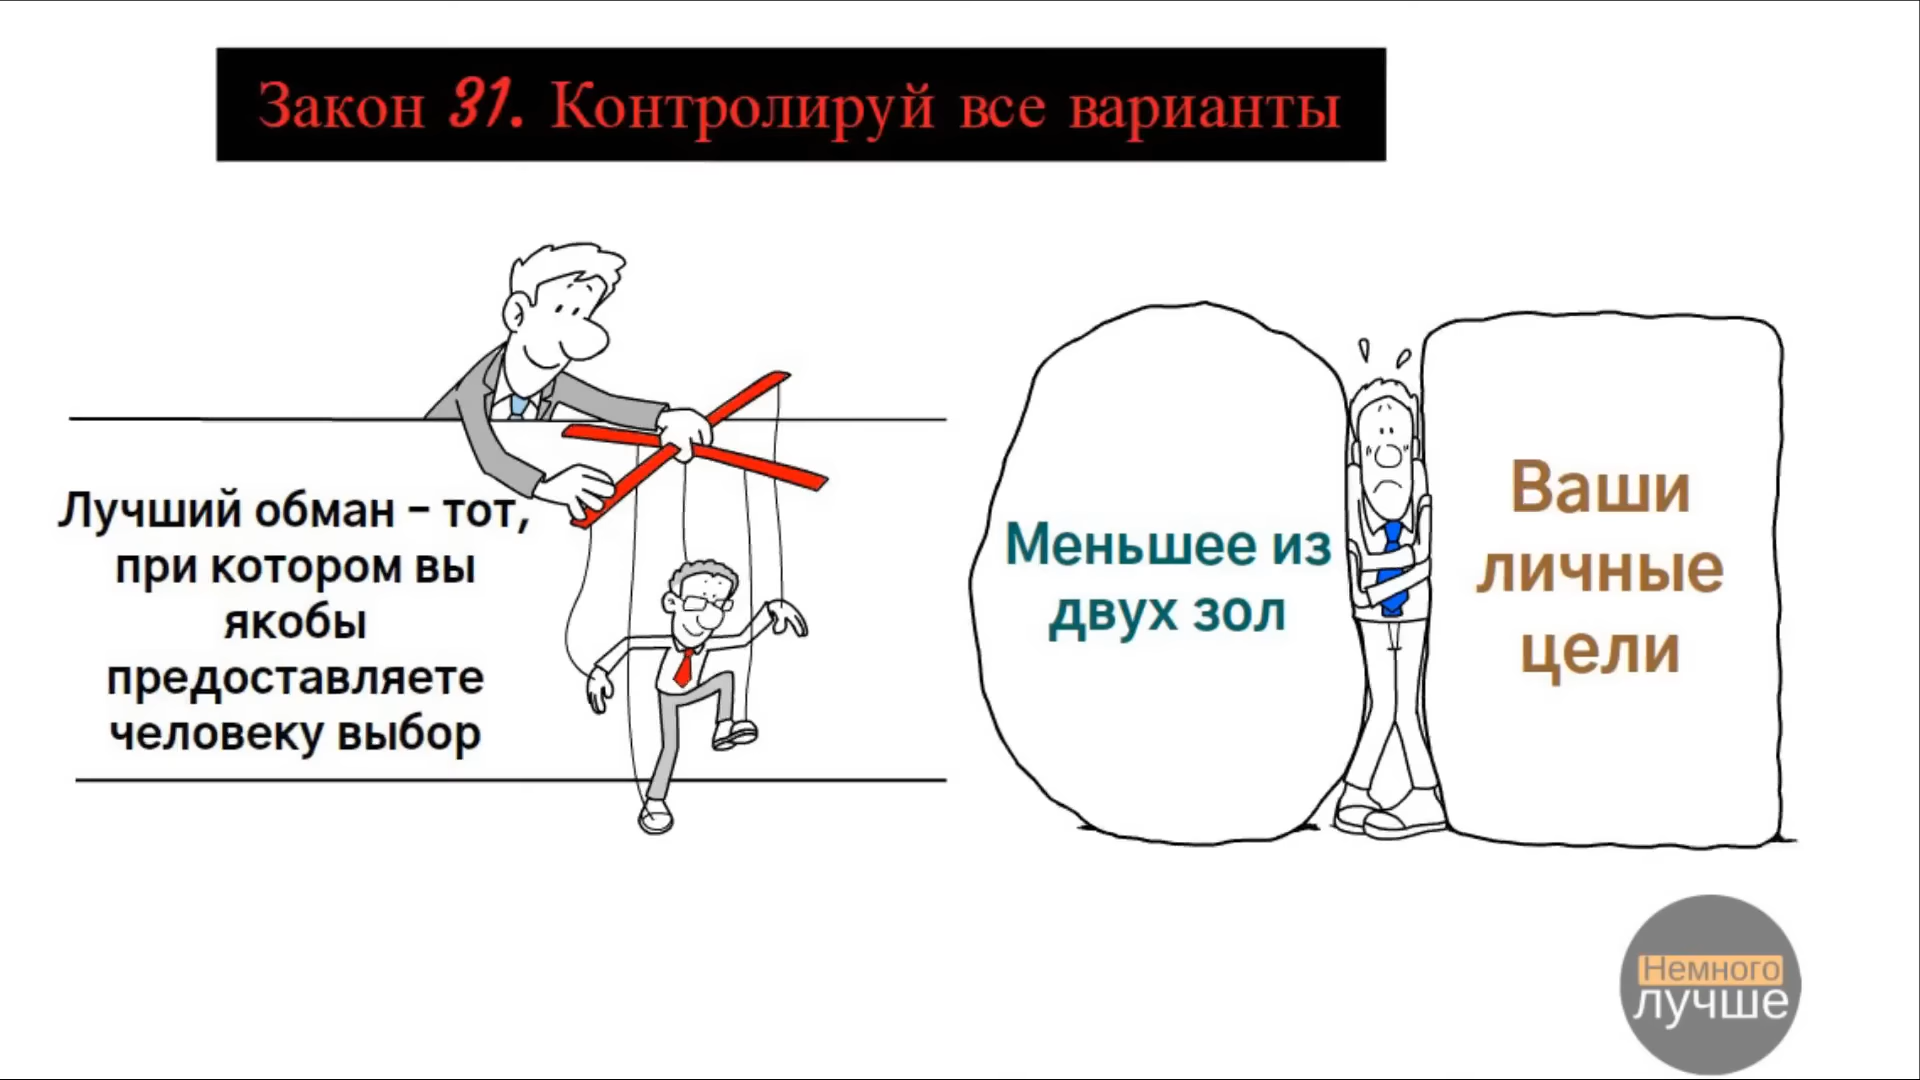 Закон 31. Контролируй все варианты
Лучший обман – тот,
при котором вы
якобы
предоставляете
человеку выбор
Меньшее из
двух зол
Ваши
личные
цели
Немного
лучше